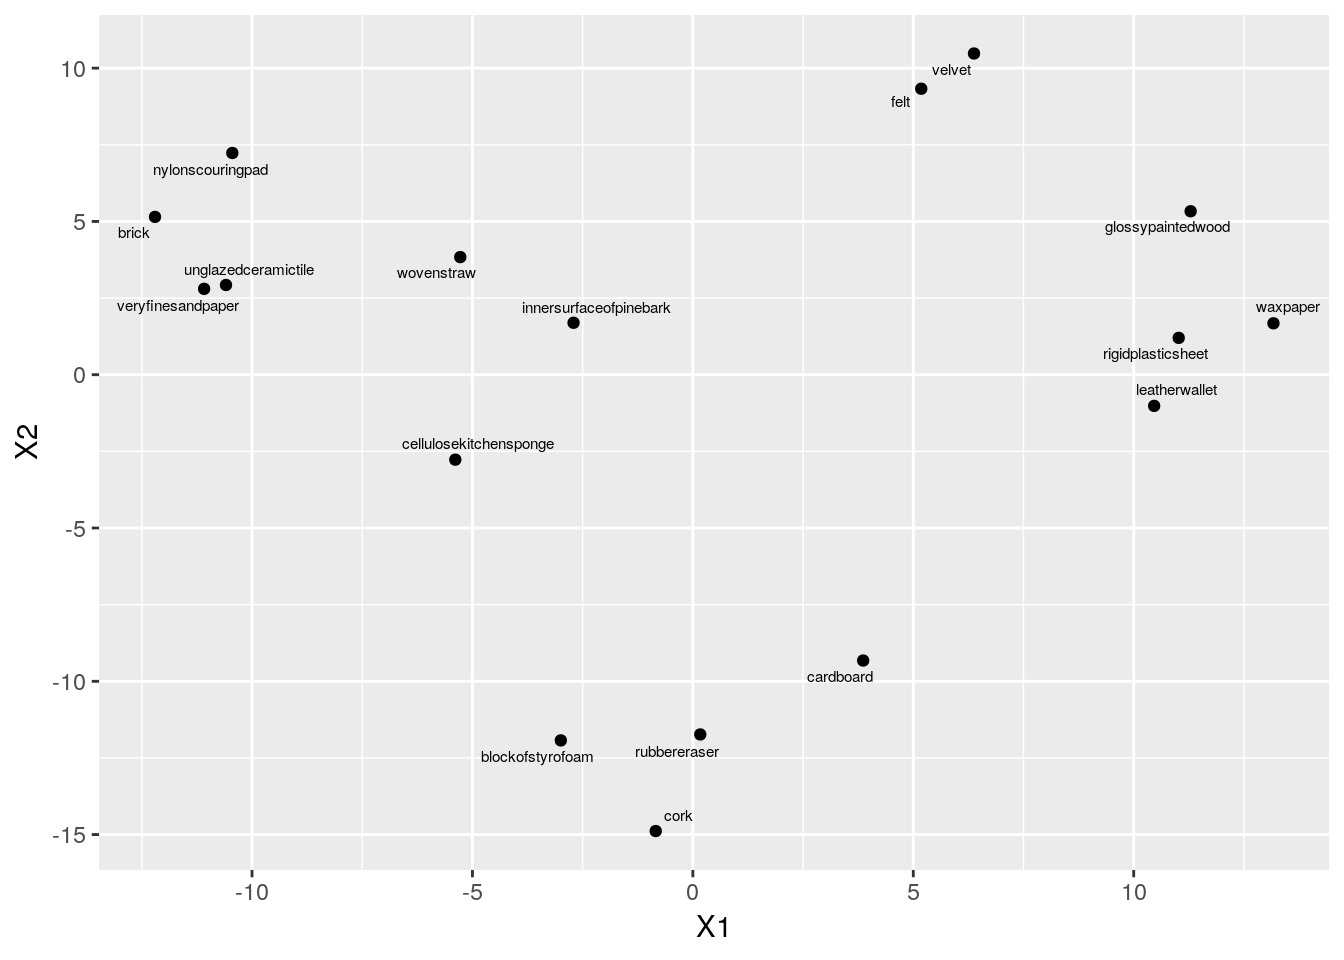 10
velvet
felt
nylonscouringpad
5
brick
glossypaintedwood
unglazedceramictile
wovenstraw
veryfinesandpaper
innersurfaceofpinebark
waxpaper
rigidplasticsheet
0
leatherwallet
X2
cellulosekitchensponge
-5
-10
cardboard
blockofstyrofoam
rubbereraser
cork
-15
-10
-5
0
5
10
X1